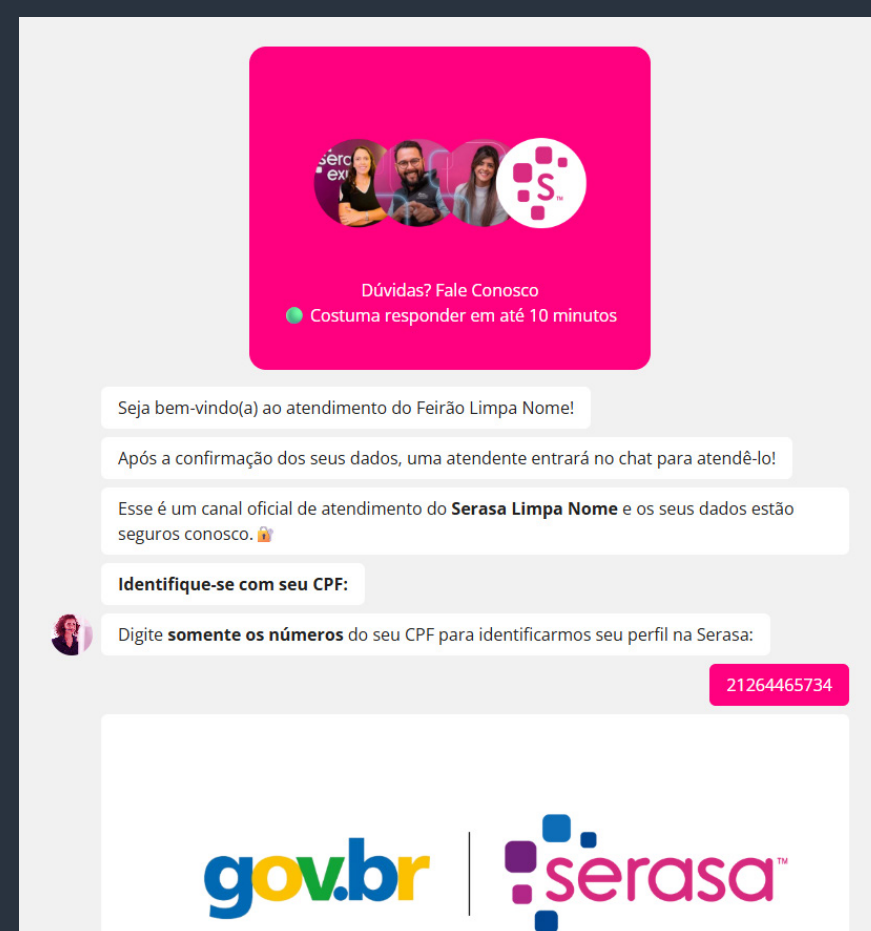 serc
exp
S
Dúvidas? Fale Conosco
Costuma responder em até 10 minutos
Seja bem-vindo(a) ao atendimento do Feirão Limpa Nome!
Após a confirmação dos seus dados, uma atendente entrará no chat para atendê-lo!
Esse é um canal oficial de atendimento do Serasa Limpa Nome e os seus dados estão
seguros conosco.
Identifique-se com seu CPF:
Digite somente os números do seu CPF para identificarmos seu perfil na Serasa:
21264465734
gov.br
serasa™